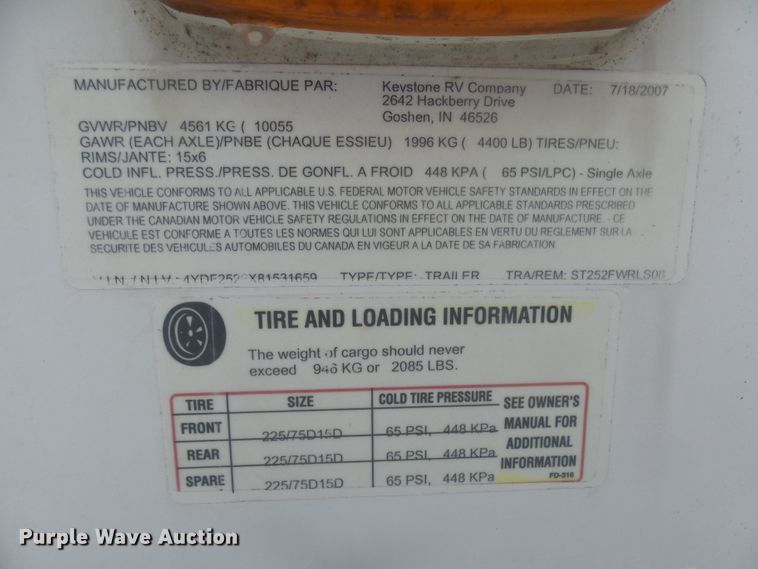 MANUFACTURED BY/FABRIQUE PAR: Keystone RV Company DATE: 7/18/2007
2642 Hackberry Drive
Goshen, IN 46526
GVWR/PNBV 4561 KG ( 10055
GAWR (EACH AXLE)/PNBE (CHAQUE ESSIEU) 1996 KG ( 4400 LB) TIRES/PNEU:
RIMS/JANTE: 15x6
COLD INFL. PRESS./PRESS. DE GONFL. A FROID 448 KPA ( 65 PSI/LPC) - Single Axle
THIS VEHICLE CONFORMS TO ALL APPLICABLE U.S. FEDERAL MOTOR VEHICLE SAFETY STANDARDS IN EFFECT ON THE
DATE OF MANUFACTURE SHOWN ABOVE. THIS VEHICLE CONFORMS TO ALL APPLICABLE STANDARDS PRESCRIBED
UNDER THE CANADIAN MOTOR VEHICLE SAFETY REGULATIONS IN EFFECT ON THE DATE OF MANUFACTURE. - CE
VEHICULE EST CONFORME A TOUTES LES NORMES QUI LUI SONT APPLICABLES EN VERTU DU REGLEMENT SUR LA
SECURITE DES VEHICULES AUTOMOBILES DU CANADA EN VIGEUR A LA DATE DE SA FABRICATION.
V.I.N. / N.I.V.: TYPE/TYPE: TRAILER TRA/REM:
TIRE AND LOADING INFORMATION
The weight of cargo should never
exceed 946 KG or 2085 LBS.
TIRE SIZE COLD TIRE PRESSURE SEE OWNER'S
FRONT 225/75D15D 65 PSI, 448 KPa MANUAL FOR
ADDITIONAL
REAR 225/75D15D 65 PSI, 448 KPa INFORMATION
SPARE 225/75D15D 65 PSI, 448 KPa FD-316
Purple Wave Auction